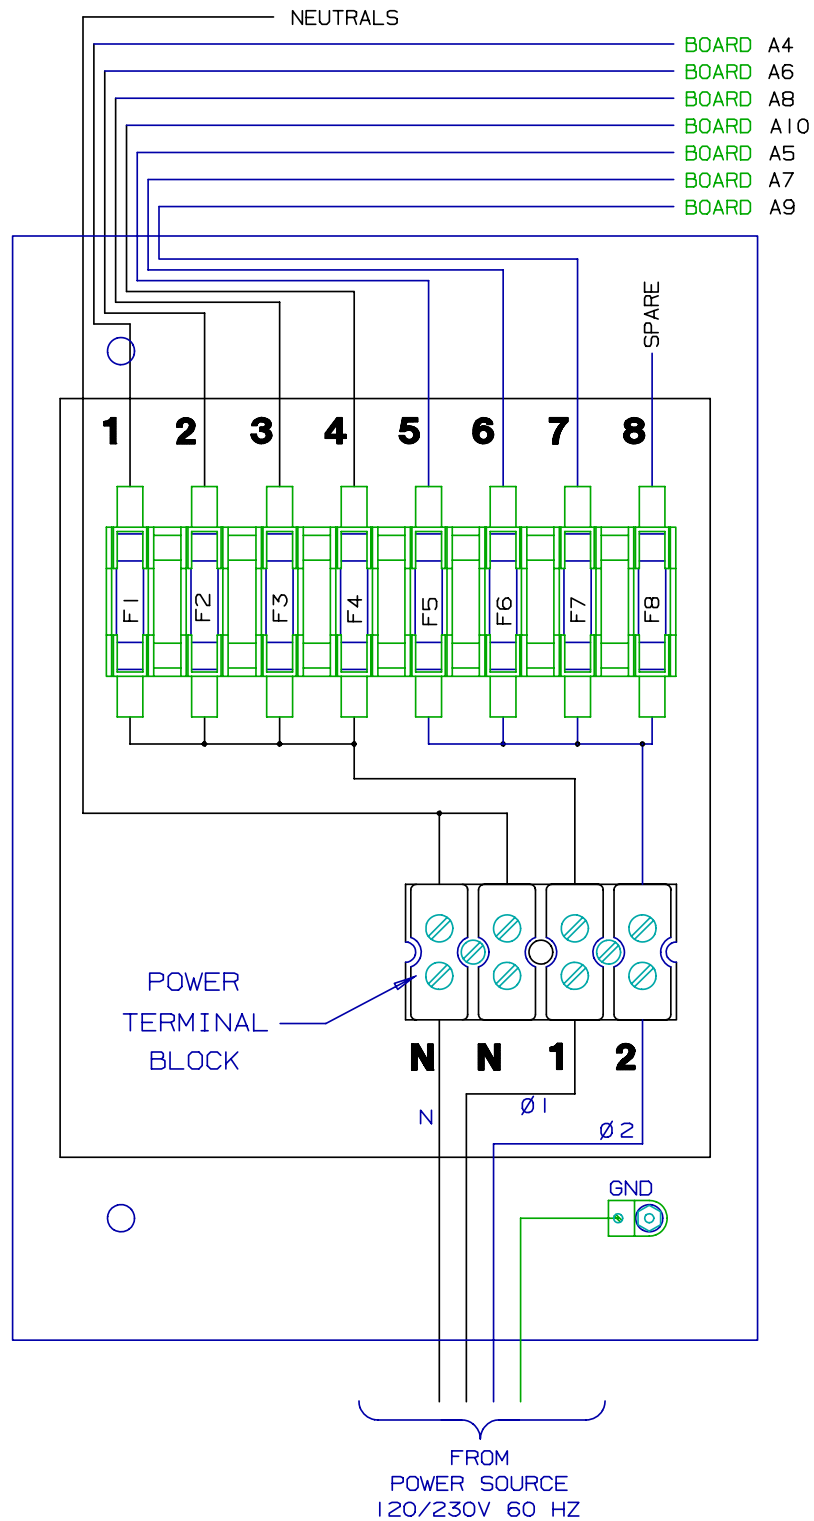 NEUTRALS
BOARD A4
BOARD A6
BOARD A8
BOARD A10
BOARD A5
BOARD A7
BOARD A9
SPARE
1 2 3 4 5 6 7 8
F1 F2 F3 F4 F5 F6 F7 F8
POWER
TERMINAL
BLOCK
N N 1 2
N
Ø1
Ø2
GND
FROM
POWER SOURCE
120/230V 60 HZ